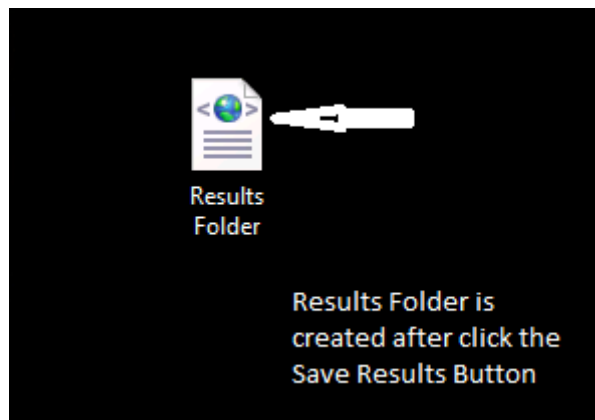 Results
Folder
Results Folder is
created after click the
Save Results Button